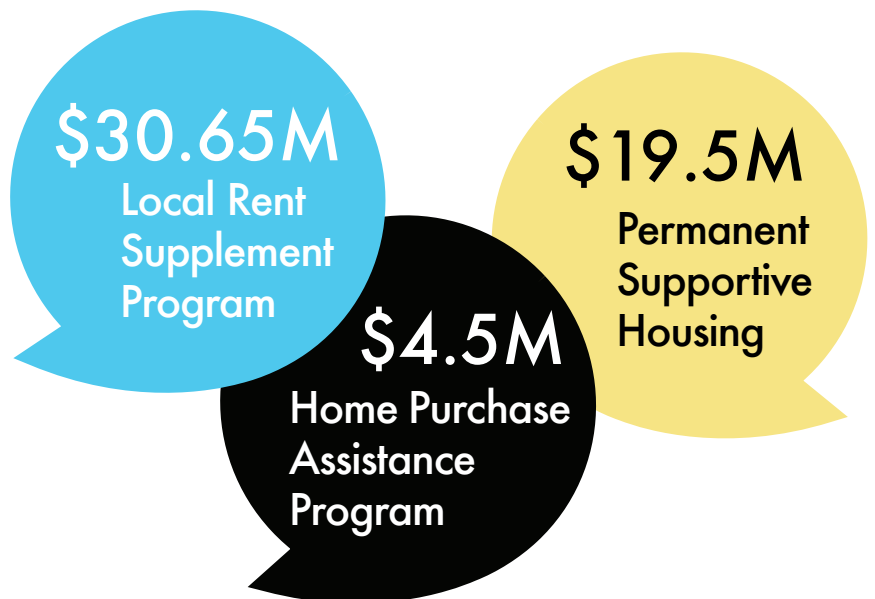 $30.65M
Local Rent
Supplement
Program
$4.5M
Home Purchase
Assistance
Program
$19.5M
Permanent
Supportive
Housing